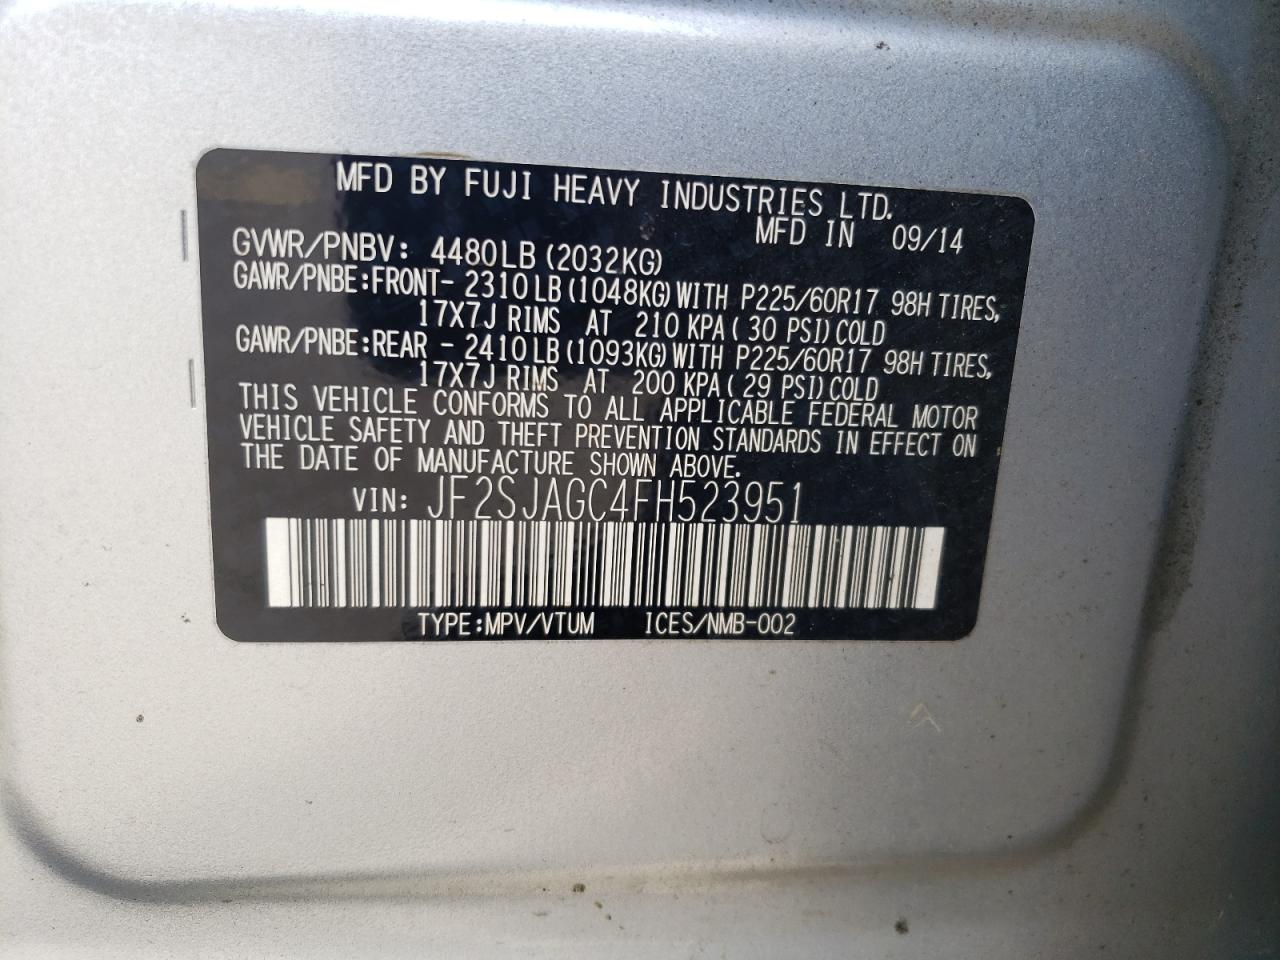 MFD BY FUJI HEAVY INDUSTRIES LTD.
MFD IN 09/14
GVWR/PNBV: 4480LB (2032KG)
GAWR/PNBE:FRONT- 2310LB(1048KG)WITH P225/60R17 98H TIRES,
17X7J RIMS AT 210 KPA( 30 PSI)COLD
GAWR/PNBE:REAR - 2410LB(1093KG)WITH P225/60R17 98H TIRES,
17X7J RIMS AT 200 KPA( 29 PSI)COLD
THIS VEHICLE CONFORMS TO ALL APPLICABLE FEDERAL MOTOR
VEHICLE SAFETY AND THEFT PREVENTION STANDARDS IN EFFECT ON
THE DATE OF MANUFACTURE SHOWN ABOVE.
VIN: JF2SJAGC4FH523951
TYPE:MPV/VTUM ICES/NMB-002